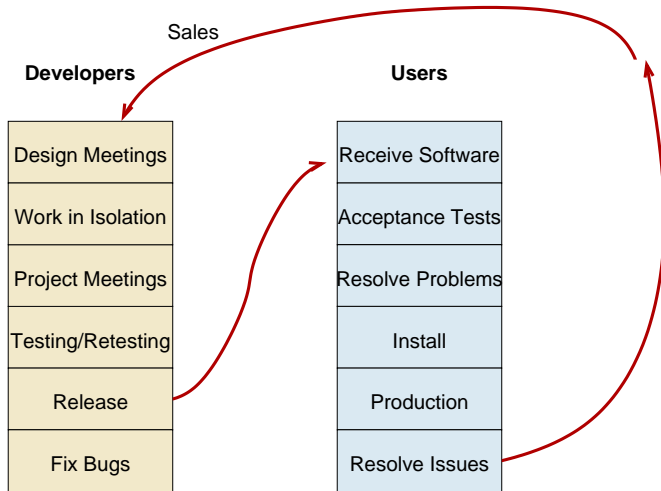 Sales
Developers
Users
Design Meetings
Work in Isolation
Project Meetings
Testing/Retesting
Release
Fix Bugs
Receive Software
Acceptance Tests
Resolve Problems
Install
Production
Resolve Issues